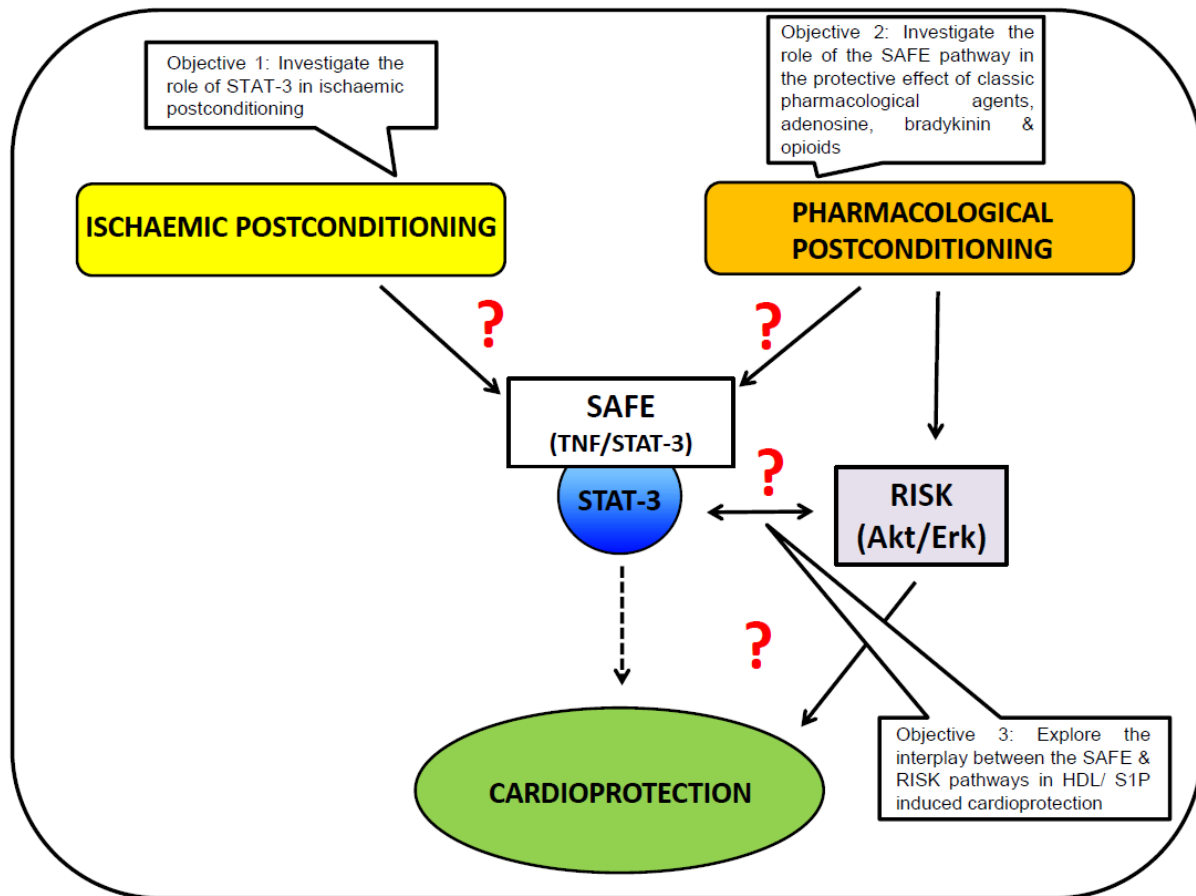 Objective 1: Investigate the
role of STAT-3 in ischaemic
postconditioning
Objective 2: Investigate the
role of the SAFE pathway in
the protective effect of classic
pharmacological agents,
adenosine, bradykinin &
opioids
ISCHAEMIC POSTCONDITIONING
PHARMACOLOGICAL
POSTCONDITIONING
?
?
SAFE
(TNF/STAT-3)
?
STAT-3
RISK
(Akt/Erk)
?
Objective 3: Explore the
interplay between the SAFE &
RISK pathways in HDL/ S1P
induced cardioprotection
CARDIOPROTECTION